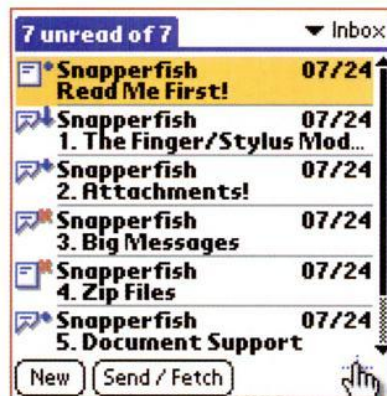 7 unread of 7 Inbox
Snapperfish 07/24
Read Me First!
Snapperfish 07/24
1. The Finger/Stylus Mod...
Snapperfish 07/24
2. Attachments!
Snapperfish 07/24
3. Big Messages
Snapperfish 07/24
4. Zip Files
Snapperfish 07/24
5. Document Support
New Send / Fetch